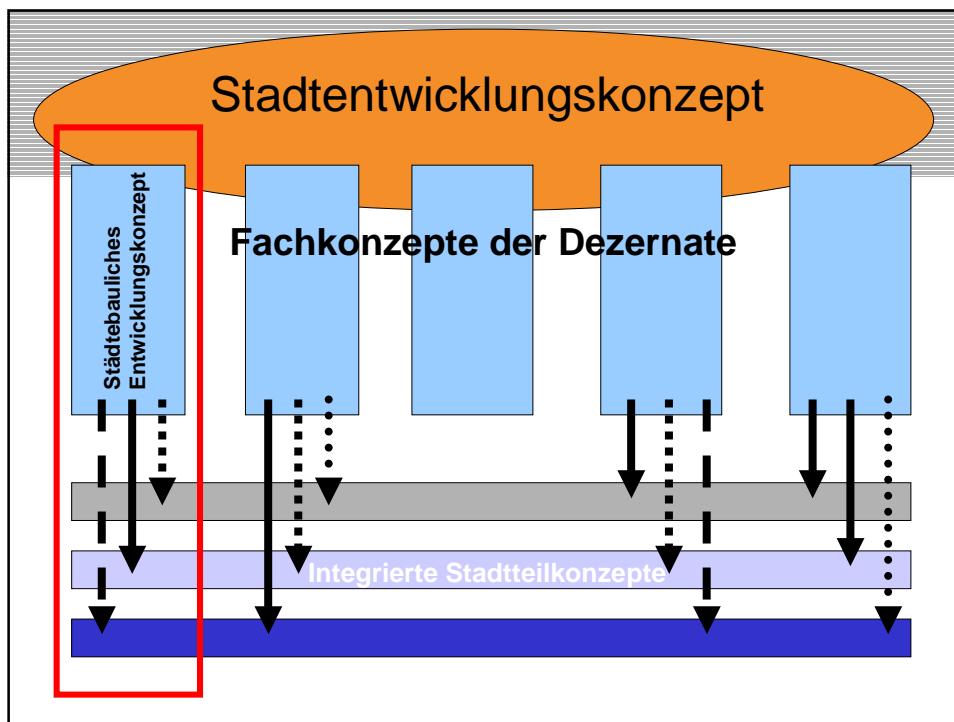 Stadtentwicklungskonzept
Fachkonzepte der Dezernate
Städtebauliches
Entwicklungskonzept
Integrierte Stadtteilkonzepte